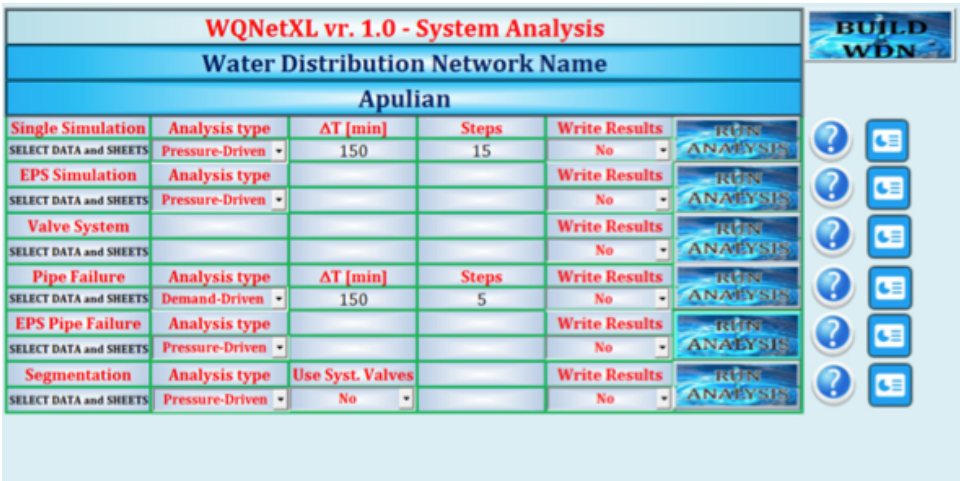 WQNetXL vr. 1.0 - System Analysis
BUILD
WDN
Water Distribution Network Name
Apulian
Single Simulation Analysis type ΔT [min] Steps Write Results RUN
SELECT DATA and SHEETS Pressure-Driven 150 15 No ANALYSIS
EPS Simulation Analysis type Write Results RUN
SELECT DATA and SHEETS Pressure-Driven No ANALYSIS
Valve System Write Results RUN
SELECT DATA and SHEETS No ANALYSIS
Pipe Failure Analysis type ΔT [min] Steps Write Results RUN
SELECT DATA and SHEETS Demand-Driven 150 5 No ANALYSIS
EPS Pipe Failure Analysis type Write Results RUN
SELECT DATA and SHEETS Pressure-Driven No ANALYSIS
Segmentation Analysis type Use Syst. Valves Write Results RUN
SELECT DATA and SHEETS Pressure-Driven No No ANALYSIS